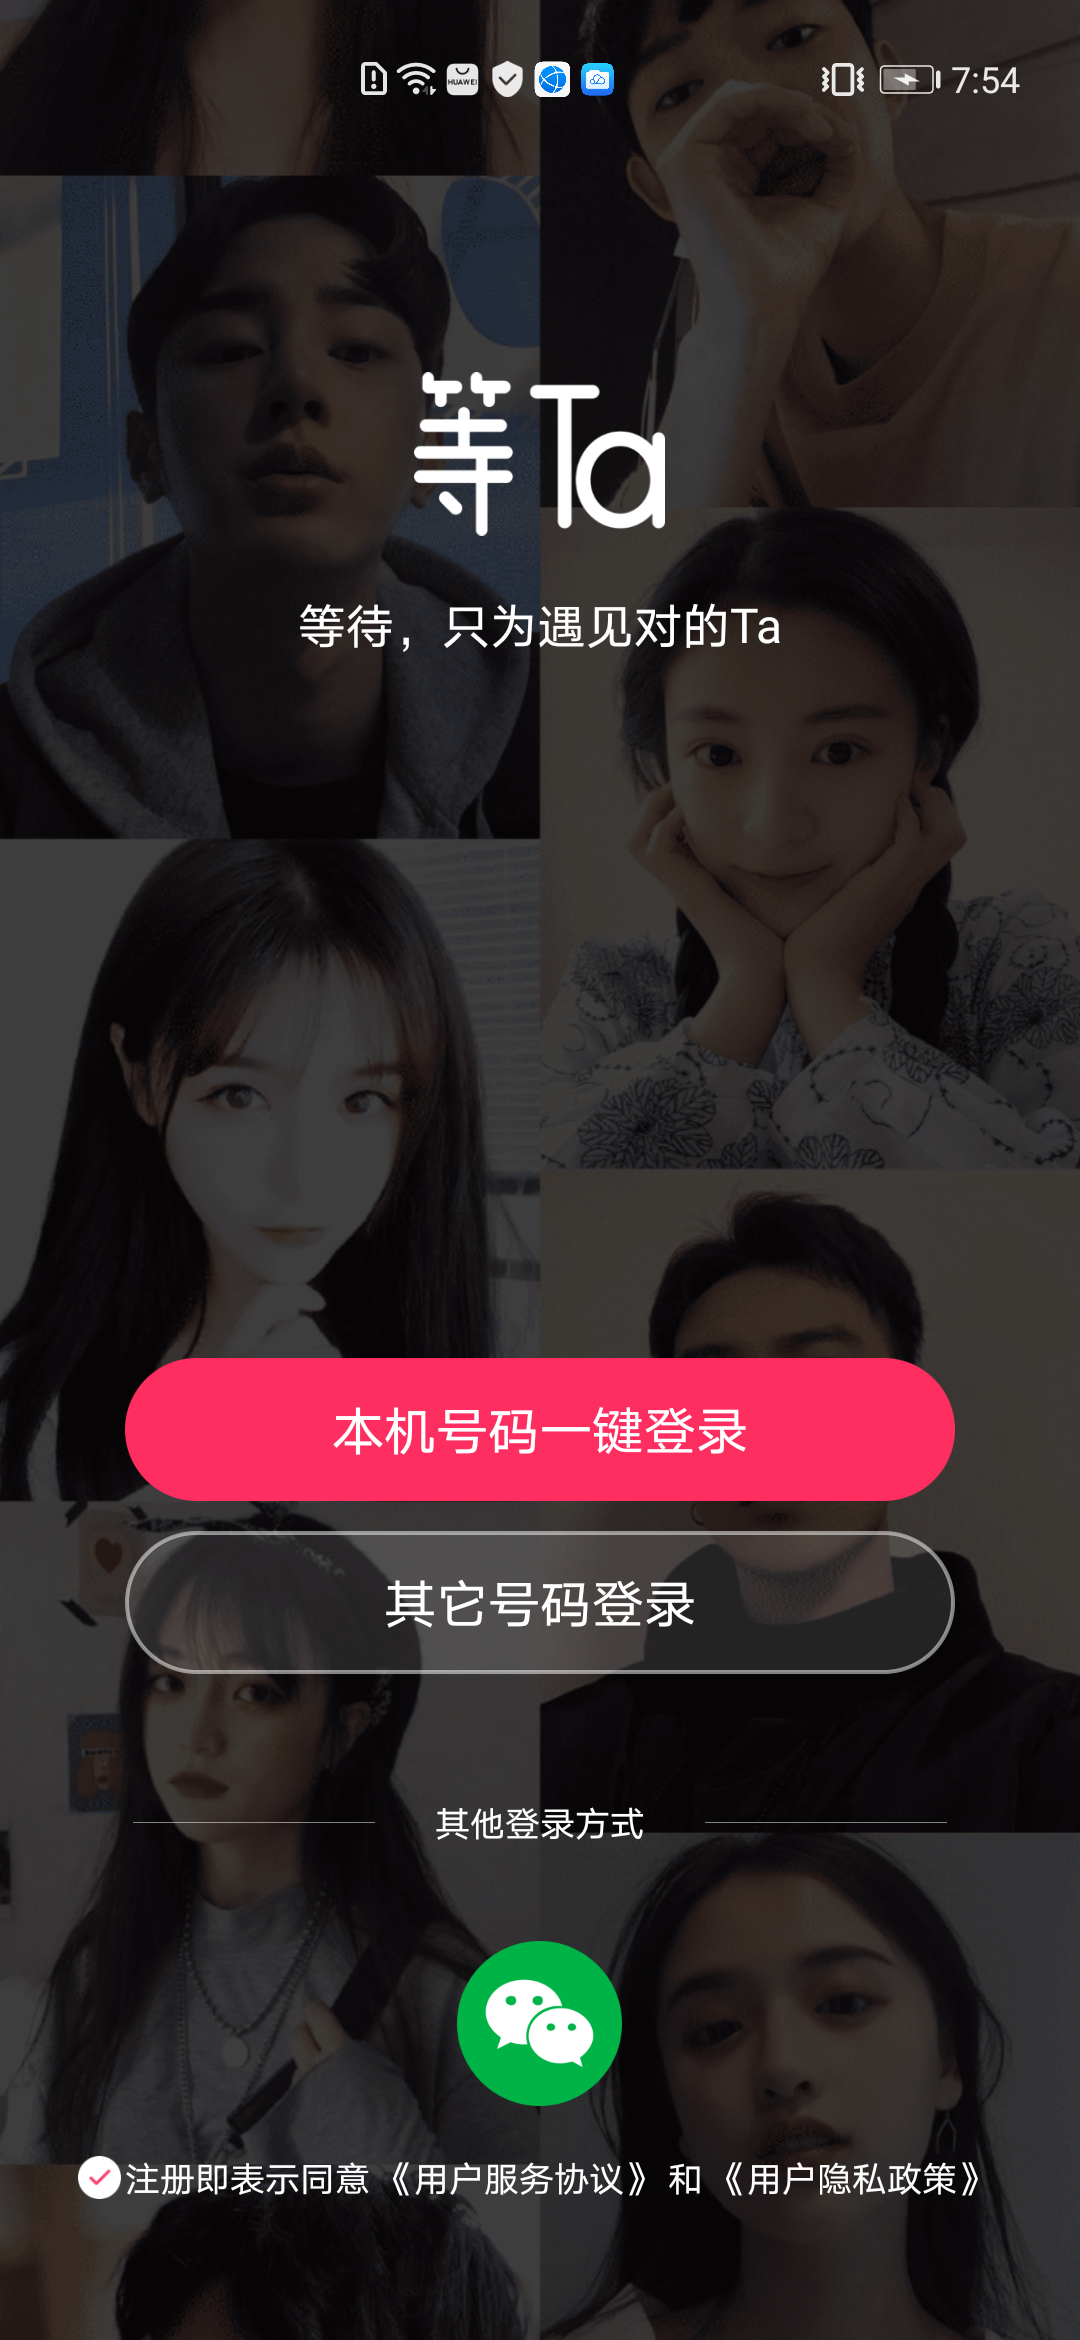 HUAWEI
7:54
等Ta
等待，只为遇见对的Ta
本机号码一键登录
其它号码登录
其他登录方式
注册即表示同意《用户服务协议》和《用户隐私政策》